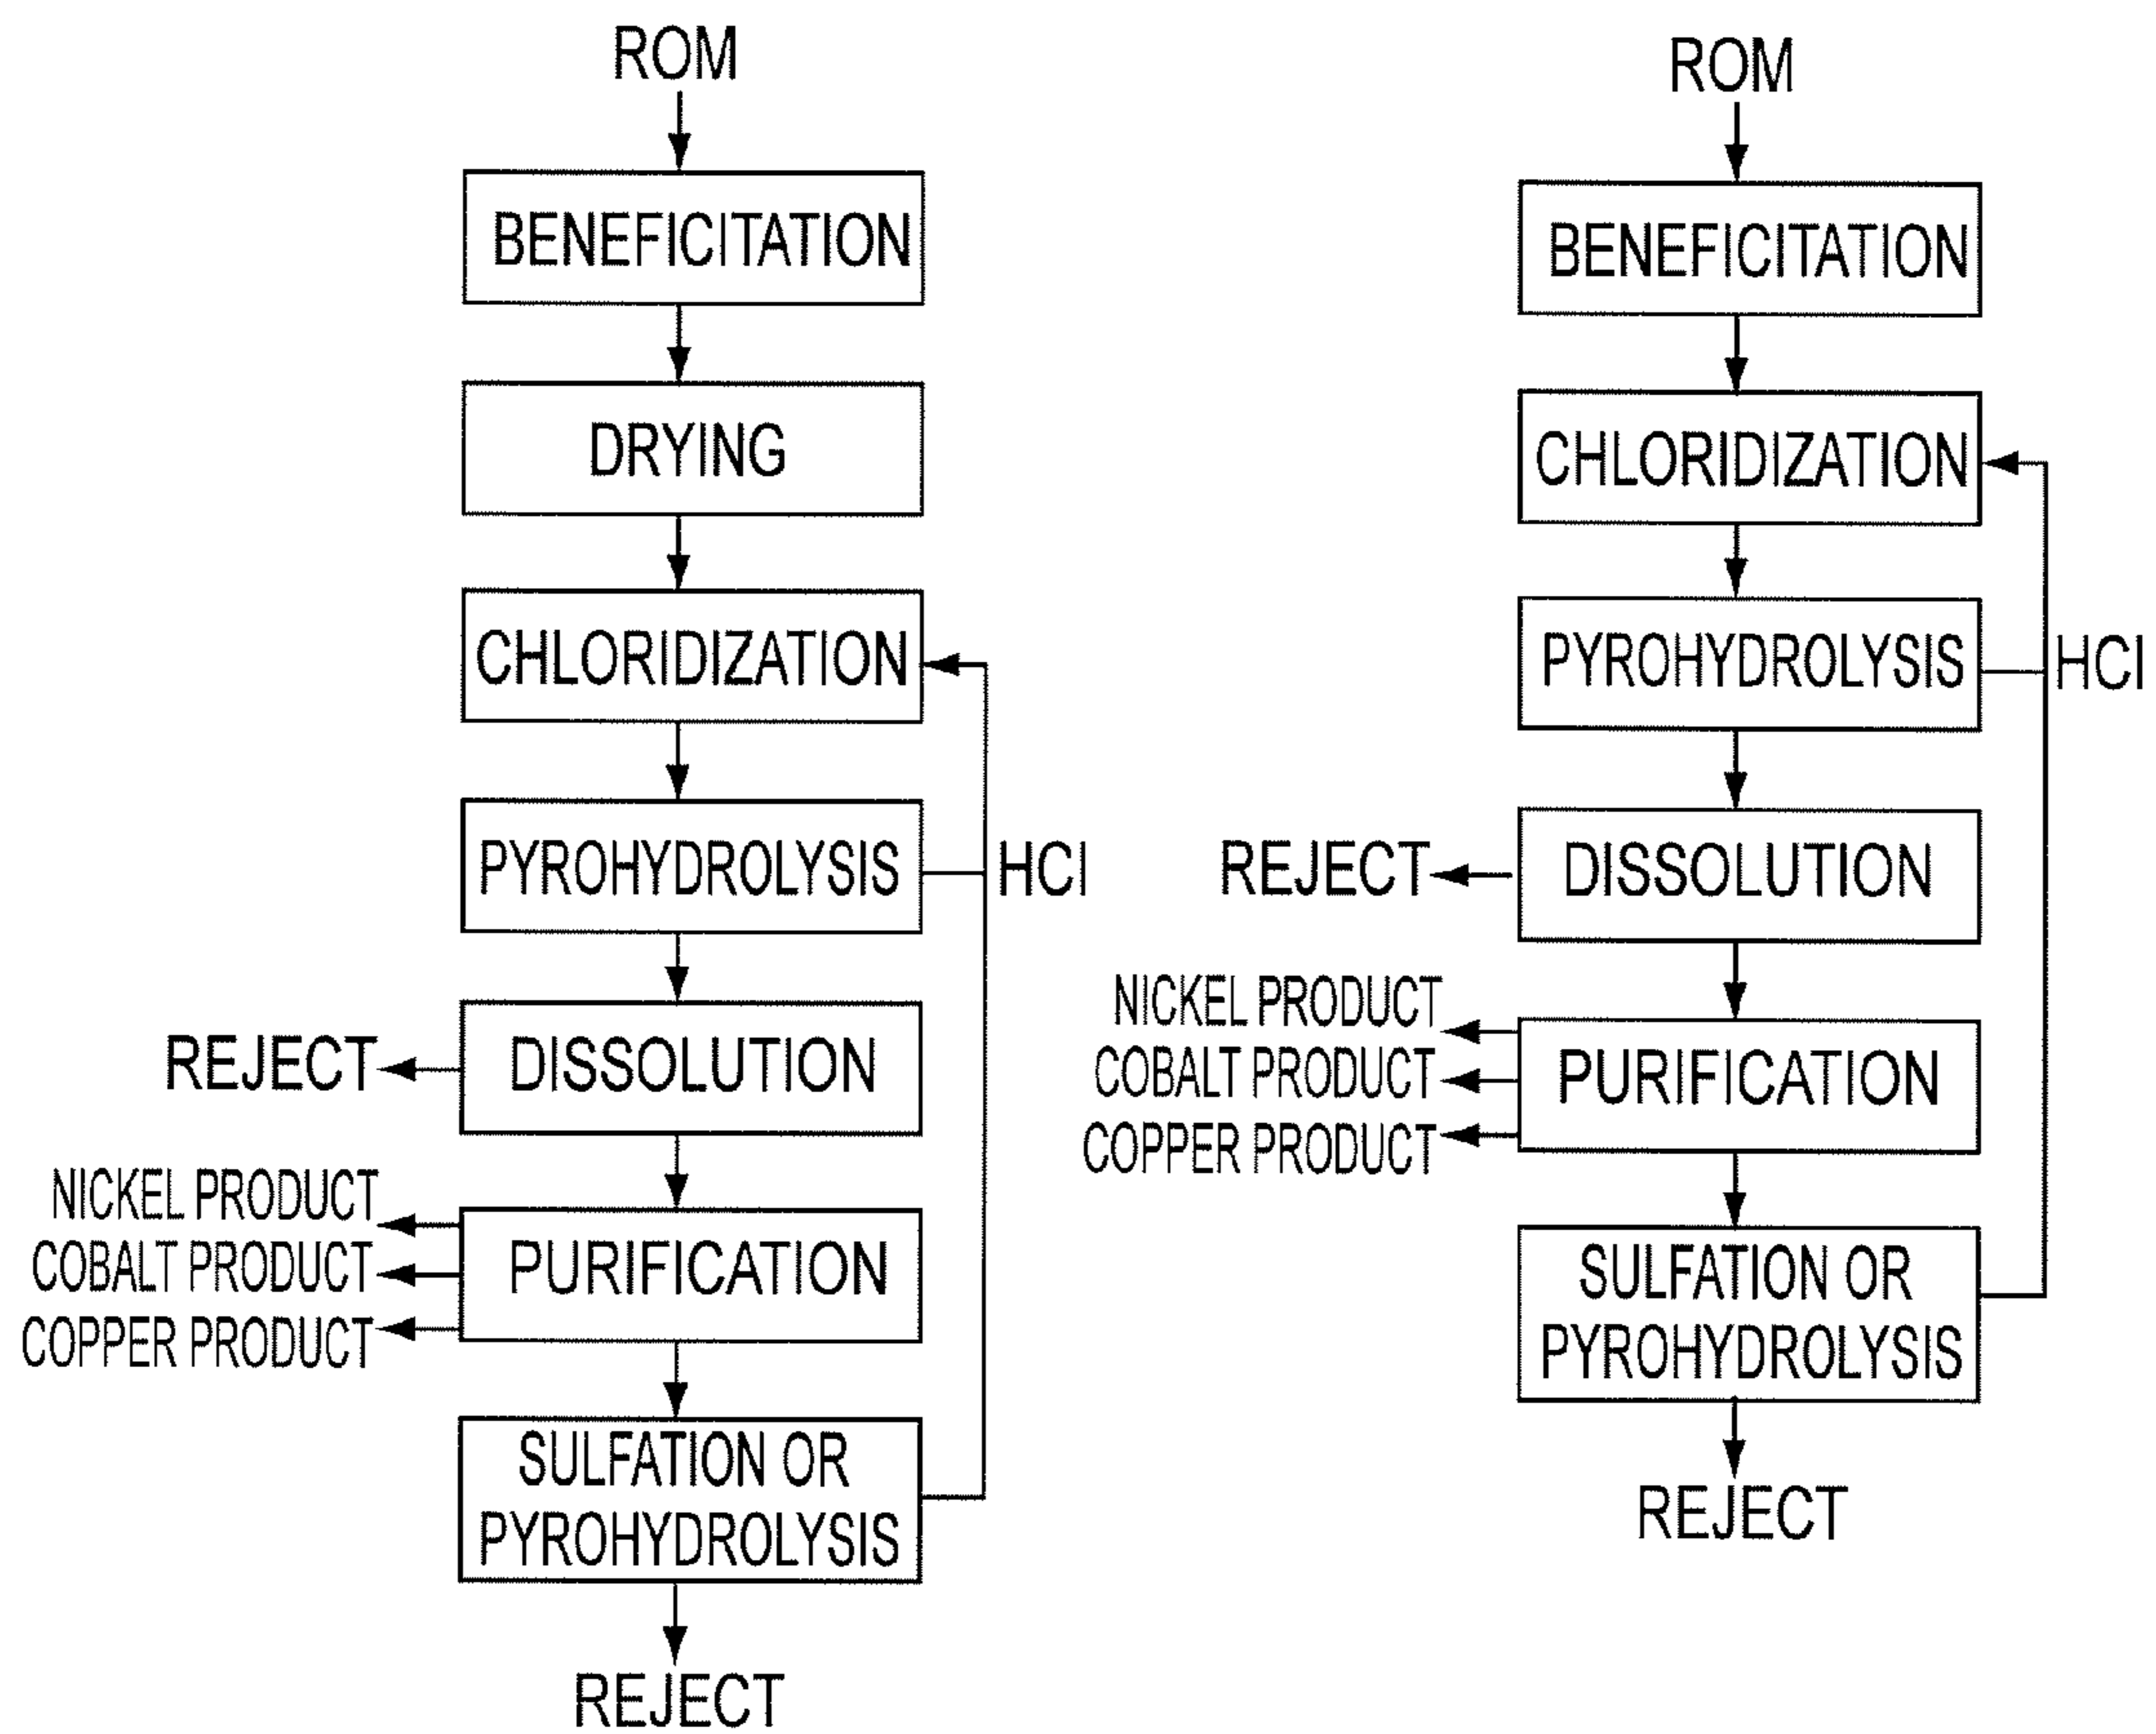 ROM
BENEFICITATION
DRYING
CHLORIDIZATION
PYROHYDROLYSIS
HCl
DISSOLUTION
REJECT
PURIFICATION
NICKEL PRODUCT
COBALT PRODUCT
COPPER PRODUCT
SULFATION OR
PYROHYDROLYSIS
REJECT
ROM
BENEFICITATION
CHLORIDIZATION
PYROHYDROLYSIS
HCl
DISSOLUTION
REJECT
PURIFICATION
NICKEL PRODUCT
COBALT PRODUCT
COPPER PRODUCT
SULFATION OR
PYROHYDROLYSIS
REJECT